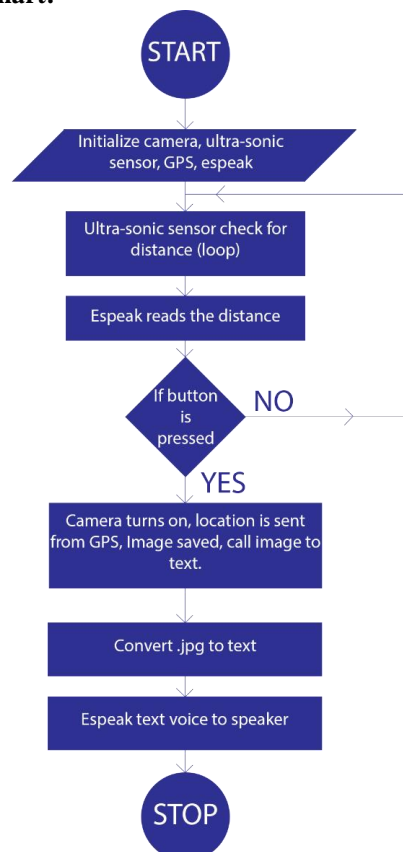 START
Initialize camera, ultra-sonic
sensor, GPS, espeak
Ultra-sonic sensor check for
distance (loop)
Espeak reads the distance
If button
is
pressed
NO
YES
Camera turns on, location is sent
from GPS, Image saved, call image to
text.
Convert .jpg to text
Espeak text voice to speaker
STOP